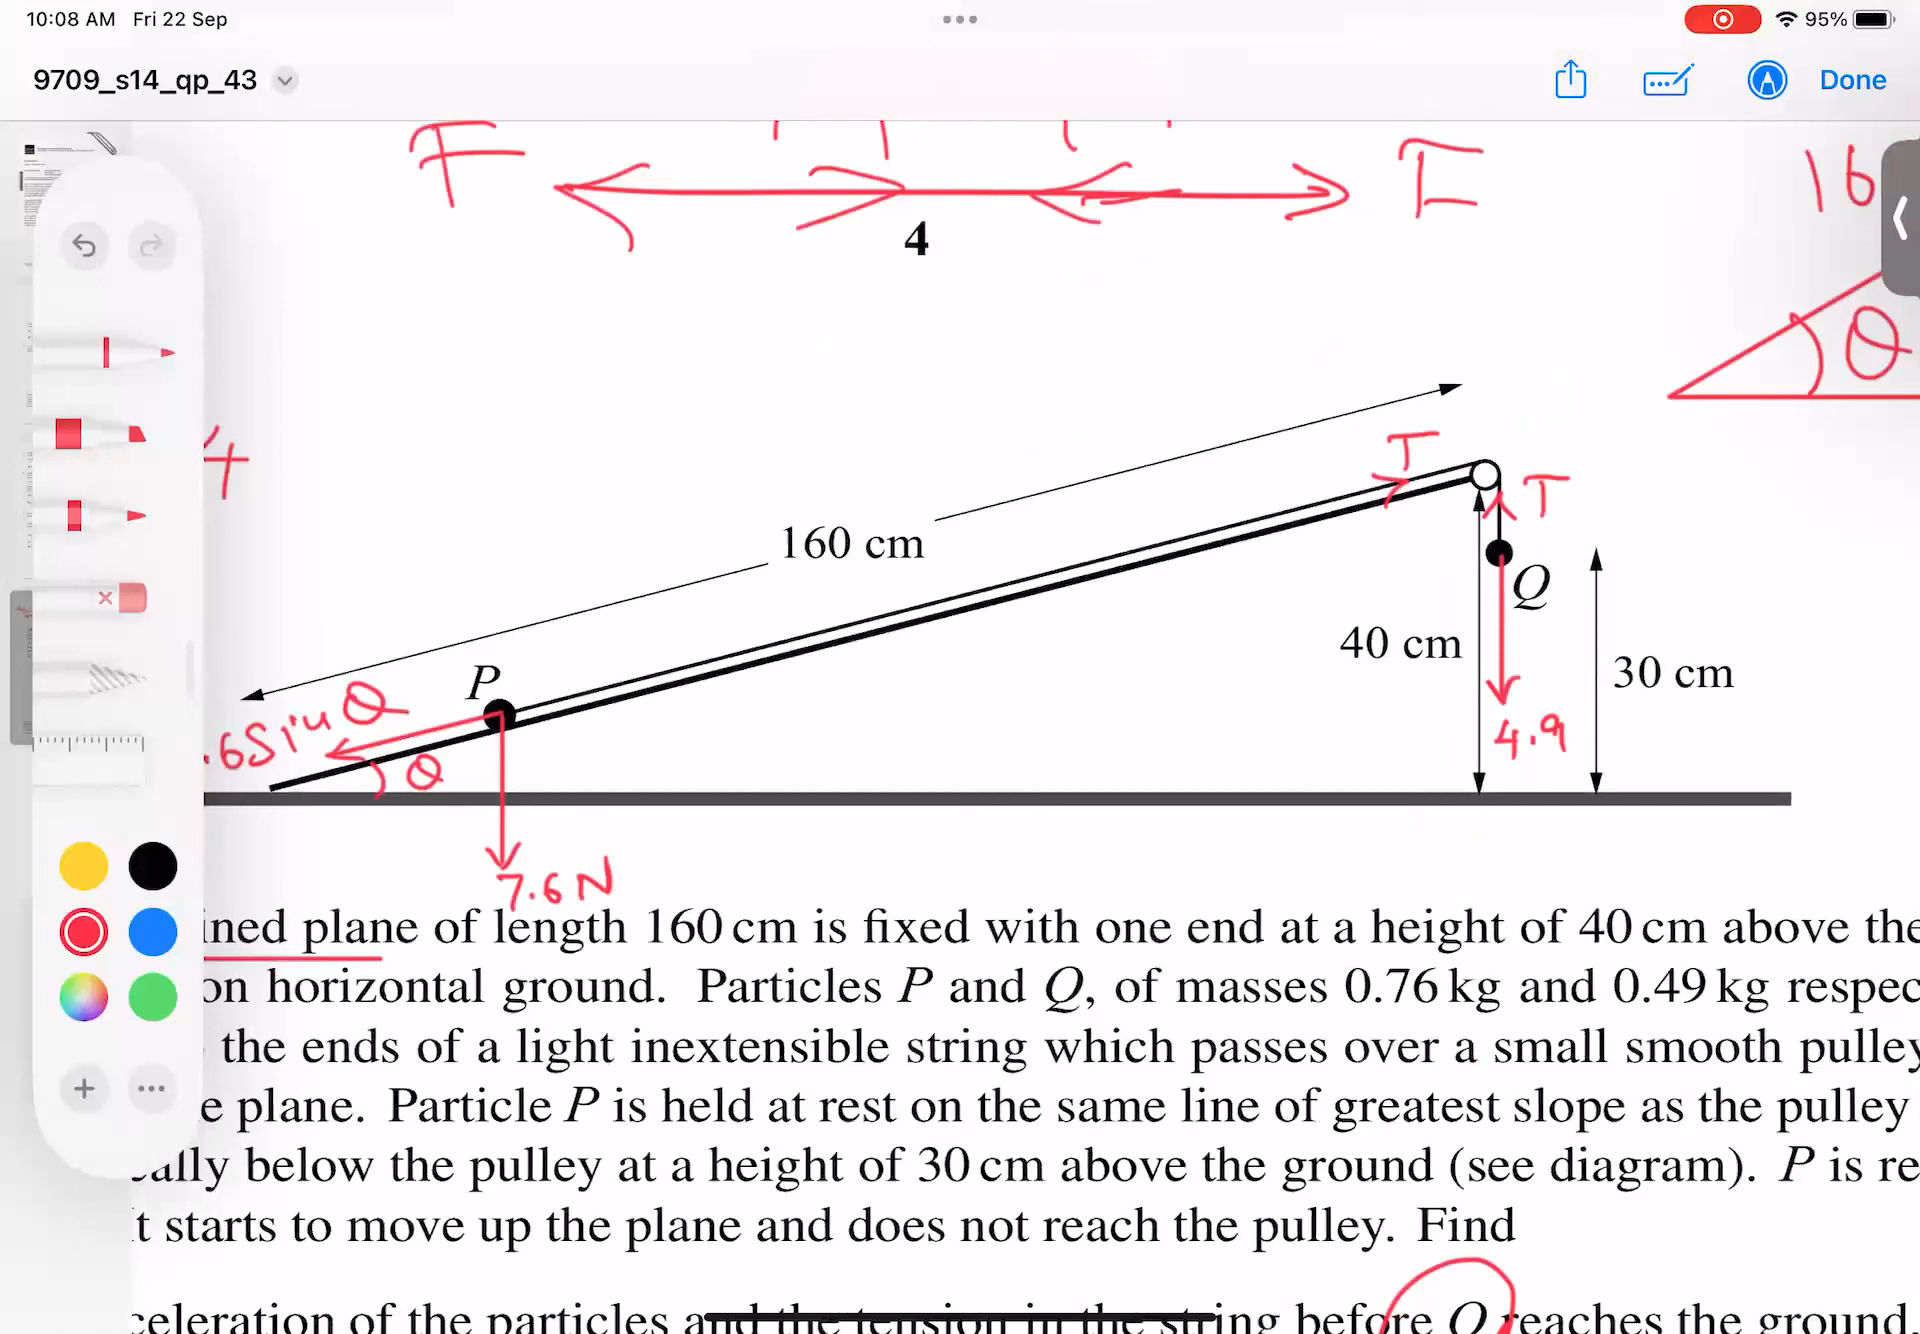 10:08 AM Fri 22 Sep
95%
9709_s14_qp_43
Done
F
16
4
θ
4
T
T
160 cm
Q
40 cm
30 cm
P
.6Sinθ
θ
4.9
7.6N
ined plane of length 160 cm is fixed with one end at a height of 40 cm above the
on horizontal ground. Particles P and Q, of masses 0.76 kg and 0.49 kg respec
the ends of a light inextensible string which passes over a small smooth pulley
e plane. Particle P is held at rest on the same line of greatest slope as the pulley
ally below the pulley at a height of 30 cm above the ground (see diagram). P is re
it starts to move up the plane and does not reach the pulley. Find
celeration of the particles and the tension in the string before Q reaches the ground,